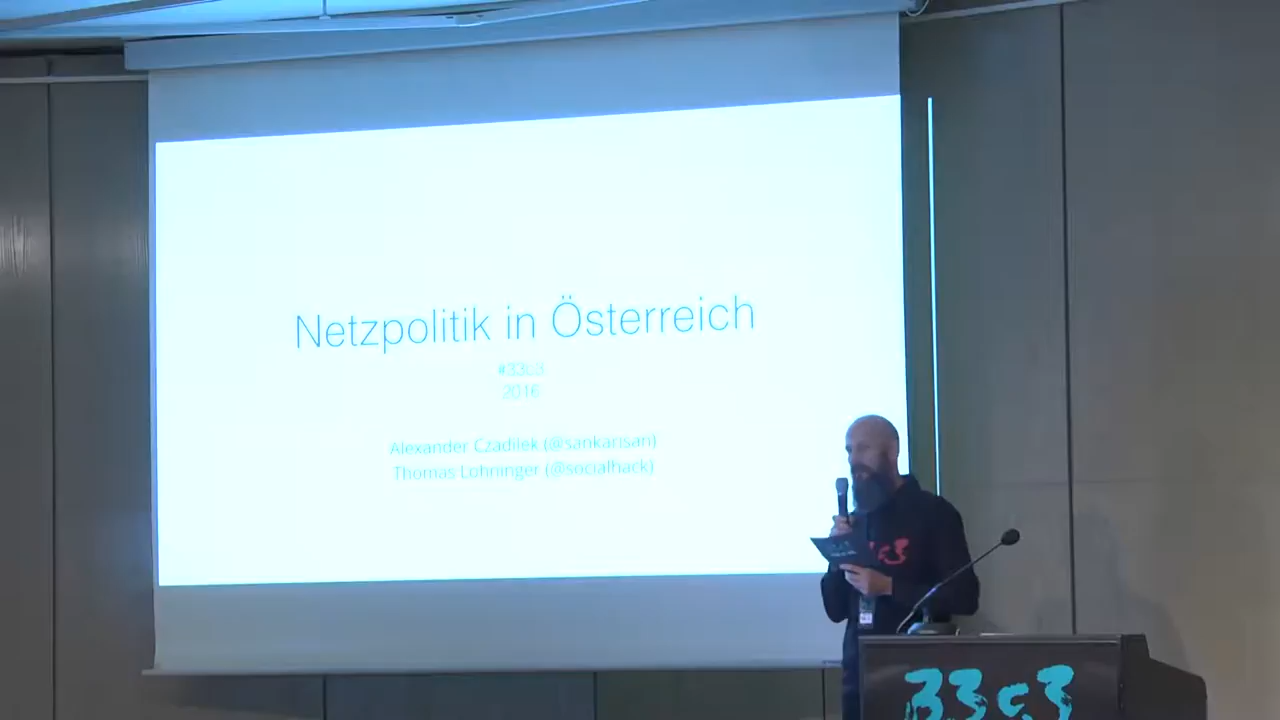 Netzpolitik in Österreich
#33c3
2016
Alexander Czadilek (@sankarisan)
Thomas Lohninger (@socialhack)
33c3